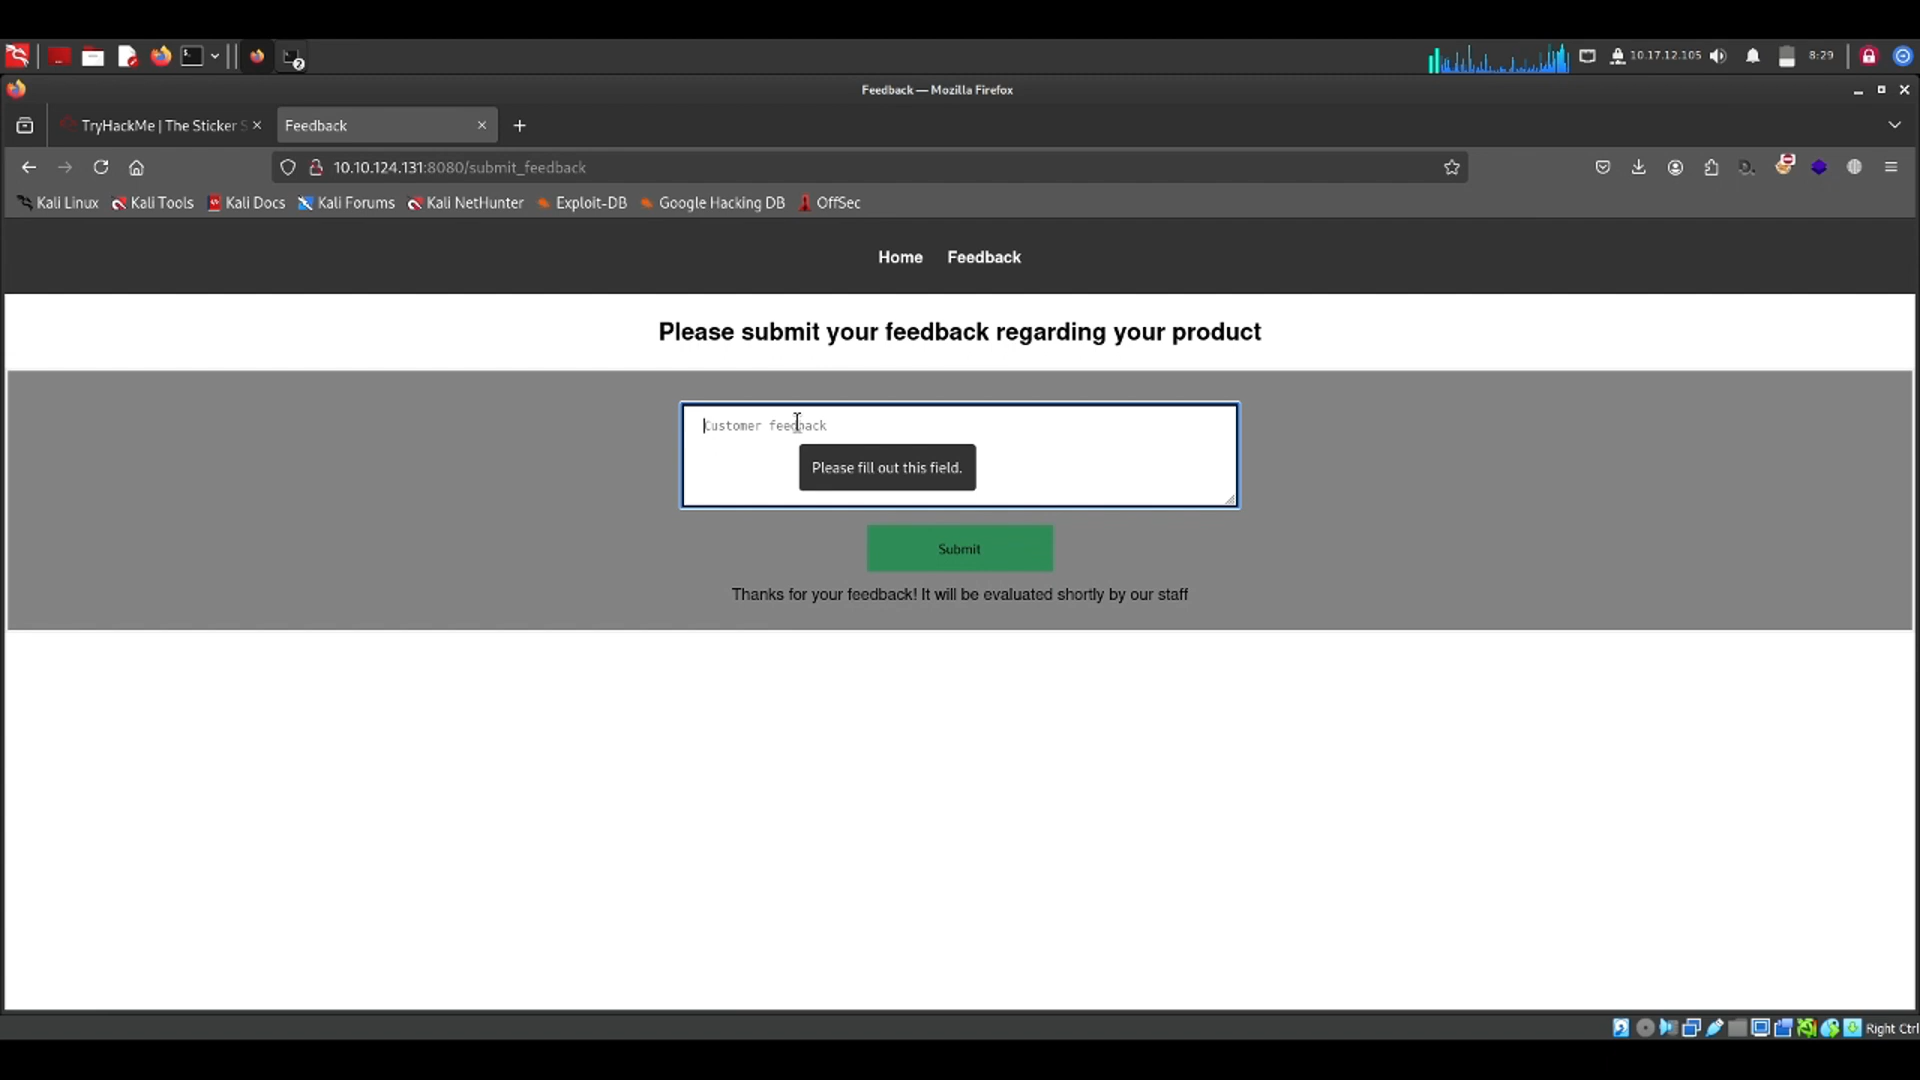 10.17.12.105
8:29
Feedback — Mozilla Firefox
TryHackMe | The Sticker S
Feedback
10.10.124.131:8080/submit_feedback
Kali Linux
Kali Tools
Kali Docs
Kali Forums
Kali NetHunter
Exploit-DB
Google Hacking DB
OffSec
Home
Feedback
Please submit your feedback regarding your product
Customer feedback
Please fill out this field.
Submit
Thanks for your feedback! It will be evaluated shortly by our staff
Right Ctrl